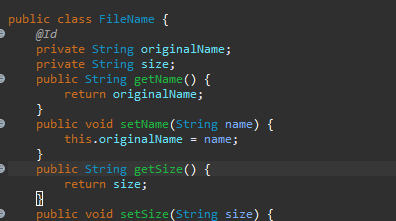 public class FileName {
@Id
private String originalName;
private String size;
public String getName() {
return originalName;
}
public void setName(String name) {
this.originalName = name;
}
public String getSize() {
return size;
}
public void setSize(String size) {